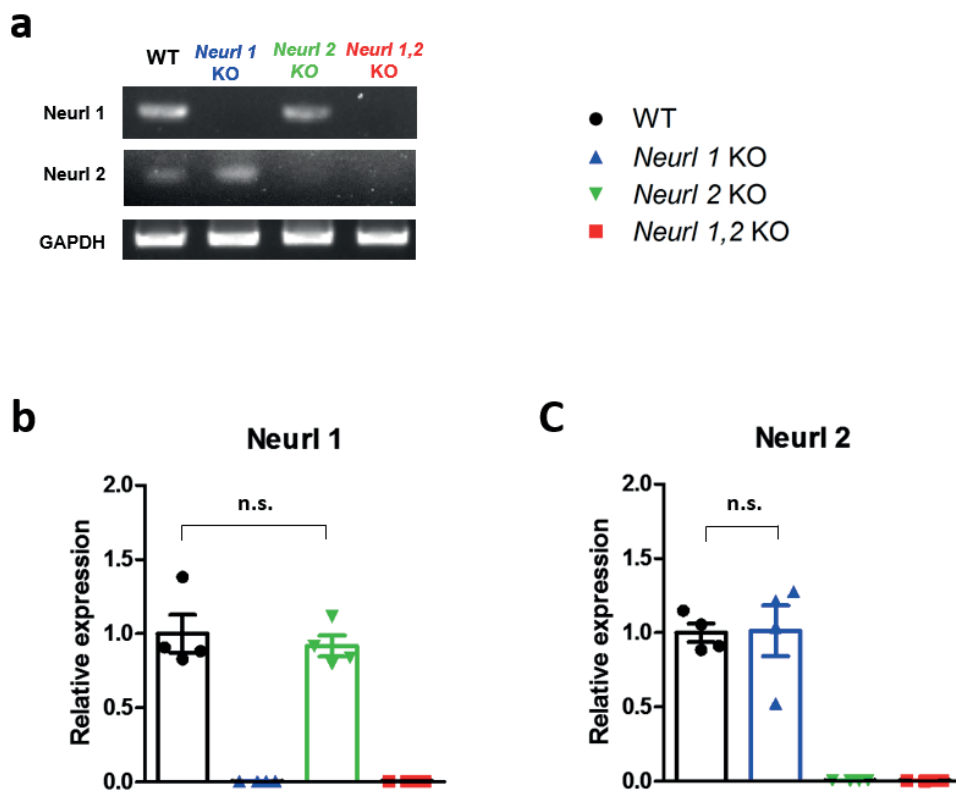 a
WT
Neurl 1
KO
Neurl 2
KO
Neurl 1,2
KO
Neurl 1
Neurl 2
GAPDH
WT
Neurl 1 KO
Neurl 2 KO
Neurl 1,2 KO
b
Neurl 1
Relative expression
2.0
1.5
1.0
0.5
0.0
n.s.
C
Neurl 2
Relative expression
2.0
1.5
1.0
0.5
0.0
n.s.